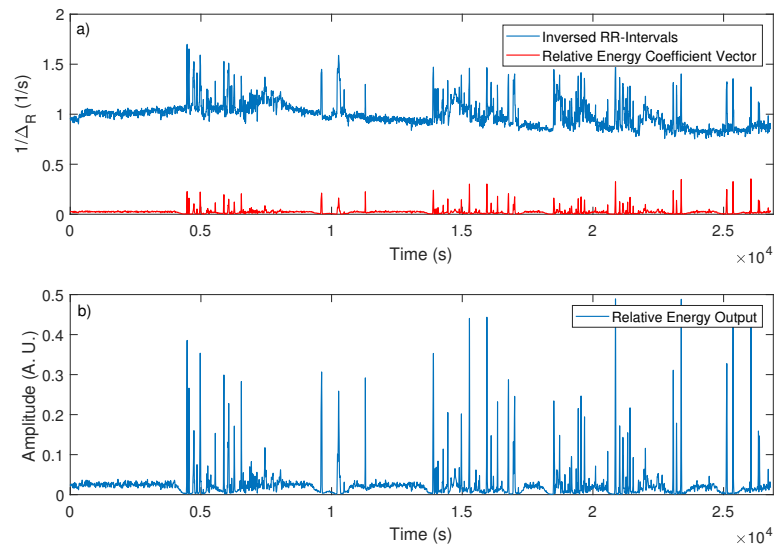 a)
Inversed RR-Intervals
Relative Energy Coefficient Vector
2
1.5
1
0.5
0
1/Δ_R (1/s)
0 0.5 1 1.5 2 2.5
Time (s)
×10^4
b)
Relative Energy Output
0.5
0.4
0.3
0.2
0.1
0
Amplitude (A. U.)
0 0.5 1 1.5 2 2.5
Time (s)
×10^4